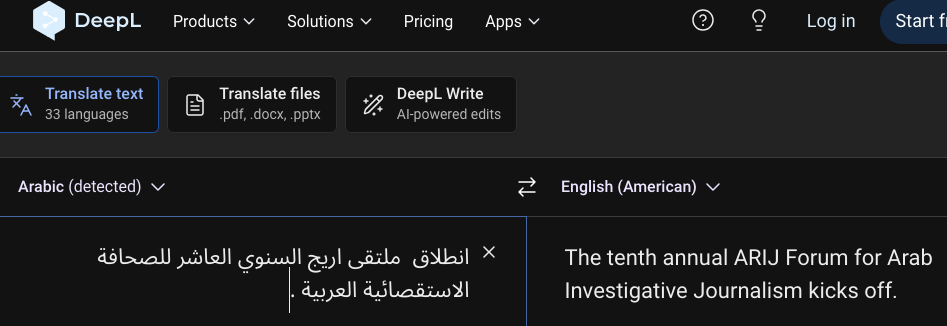 DeepL
Products
Solutions
Pricing
Apps
Log in
Translate text
33 languages
Translate files
.pdf, .docx, .pptx
DeepL Write
AI-powered edits
Arabic (detected)
English (American)
انطلاق ملتقى اريج السنوي العاشر للصحافة
الاستقصائية العربية .
The tenth annual ARIJ Forum for Arab
Investigative Journalism kicks off.